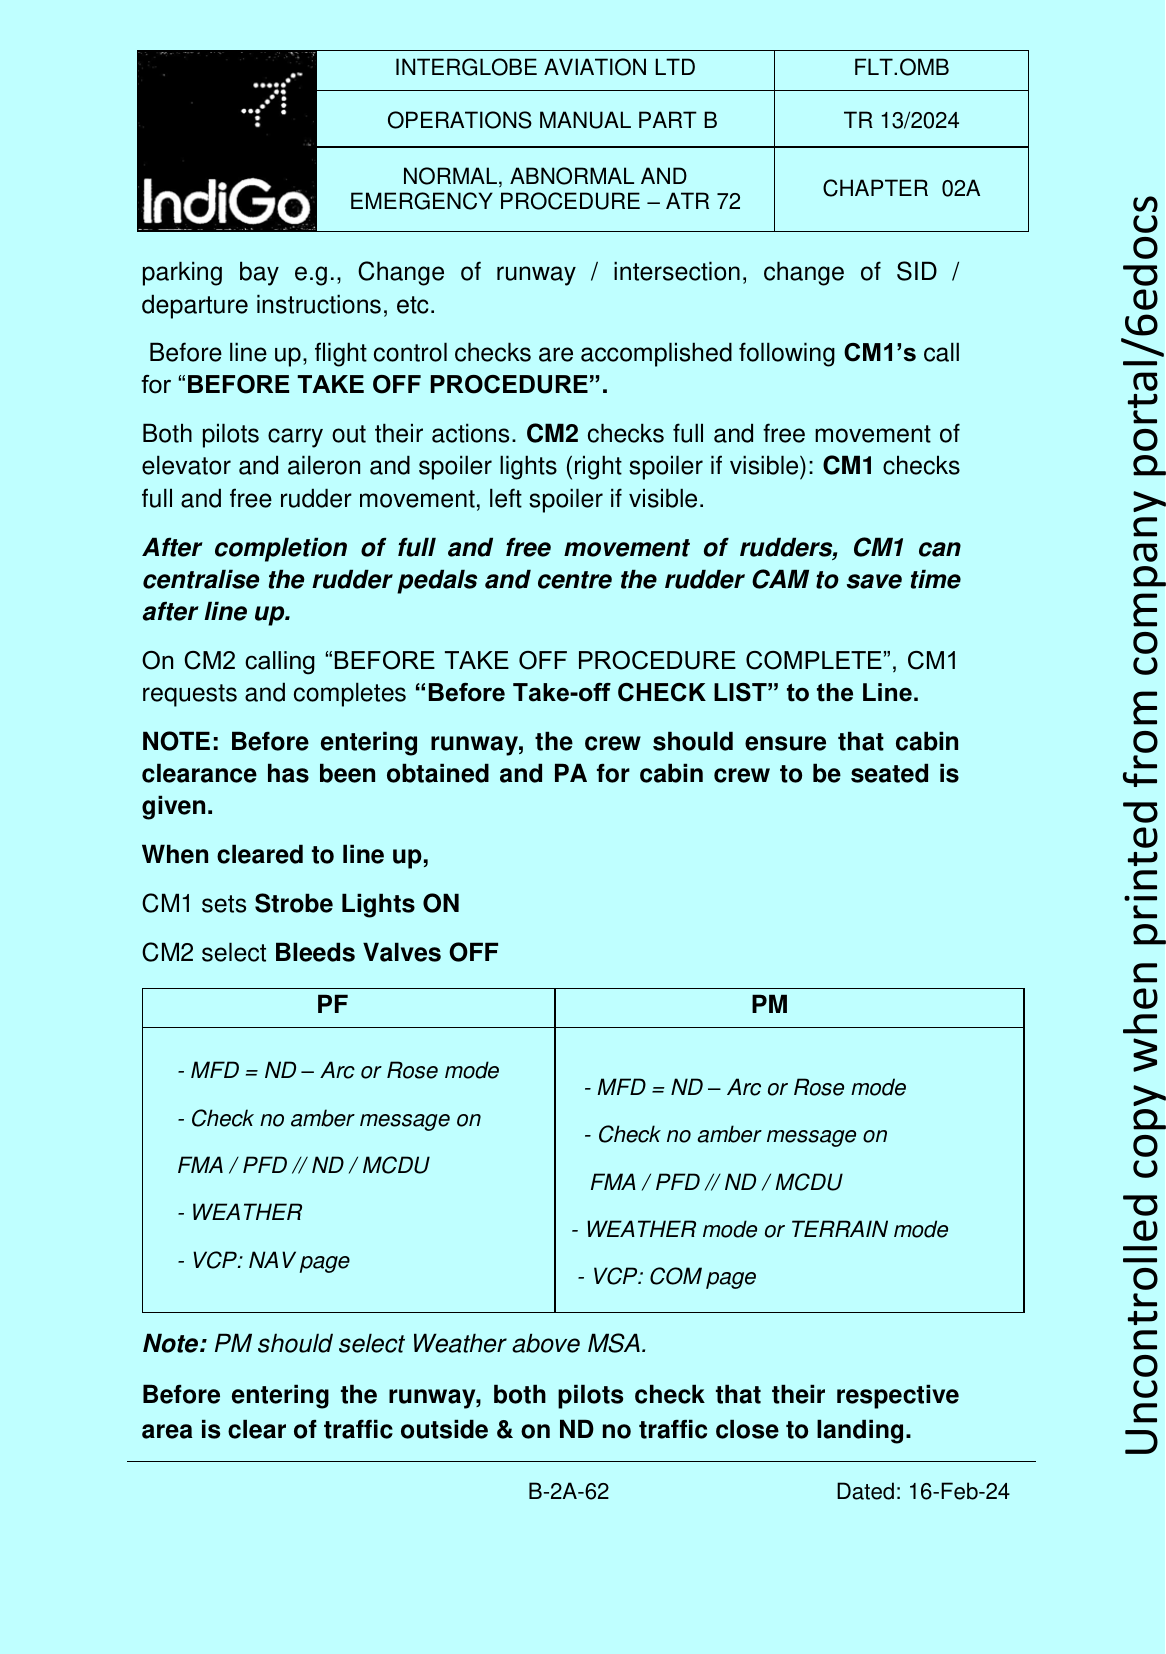 IndiGo
INTERGLOBE AVIATION LTD
FLT.OMB
OPERATIONS MANUAL PART B
TR 13/2024
NORMAL, ABNORMAL AND
EMERGENCY PROCEDURE – ATR 72
CHAPTER 02A
parking bay e.g., Change of runway / intersection, change of SID /
departure instructions, etc.
Before line up, flight control checks are accomplished following CM1’s call
for “BEFORE TAKE OFF PROCEDURE”.
Both pilots carry out their actions. CM2 checks full and free movement of
elevator and aileron and spoiler lights (right spoiler if visible): CM1 checks
full and free rudder movement, left spoiler if visible.
After completion of full and free movement of rudders, CM1 can
centralise the rudder pedals and centre the rudder CAM to save time
after line up.
On CM2 calling “BEFORE TAKE OFF PROCEDURE COMPLETE”, CM1
requests and completes “Before Take-off CHECK LIST” to the Line.
NOTE: Before entering runway, the crew should ensure that cabin
clearance has been obtained and PA for cabin crew to be seated is
given.
When cleared to line up,
CM1 sets Strobe Lights ON
CM2 select Bleeds Valves OFF
PF
- MFD = ND – Arc or Rose mode
- Check no amber message on
FMA / PFD // ND / MCDU
- WEATHER
- VCP: NAV page
PM
- MFD = ND – Arc or Rose mode
- Check no amber message on
FMA / PFD // ND / MCDU
- WEATHER mode or TERRAIN mode
- VCP: COM page
Note: PM should select Weather above MSA.
Before entering the runway, both pilots check that their respective
area is clear of traffic outside & on ND no traffic close to landing.
B-2A-62
Dated: 16-Feb-24
Uncontrolled copy when printed from company portal/6edocs